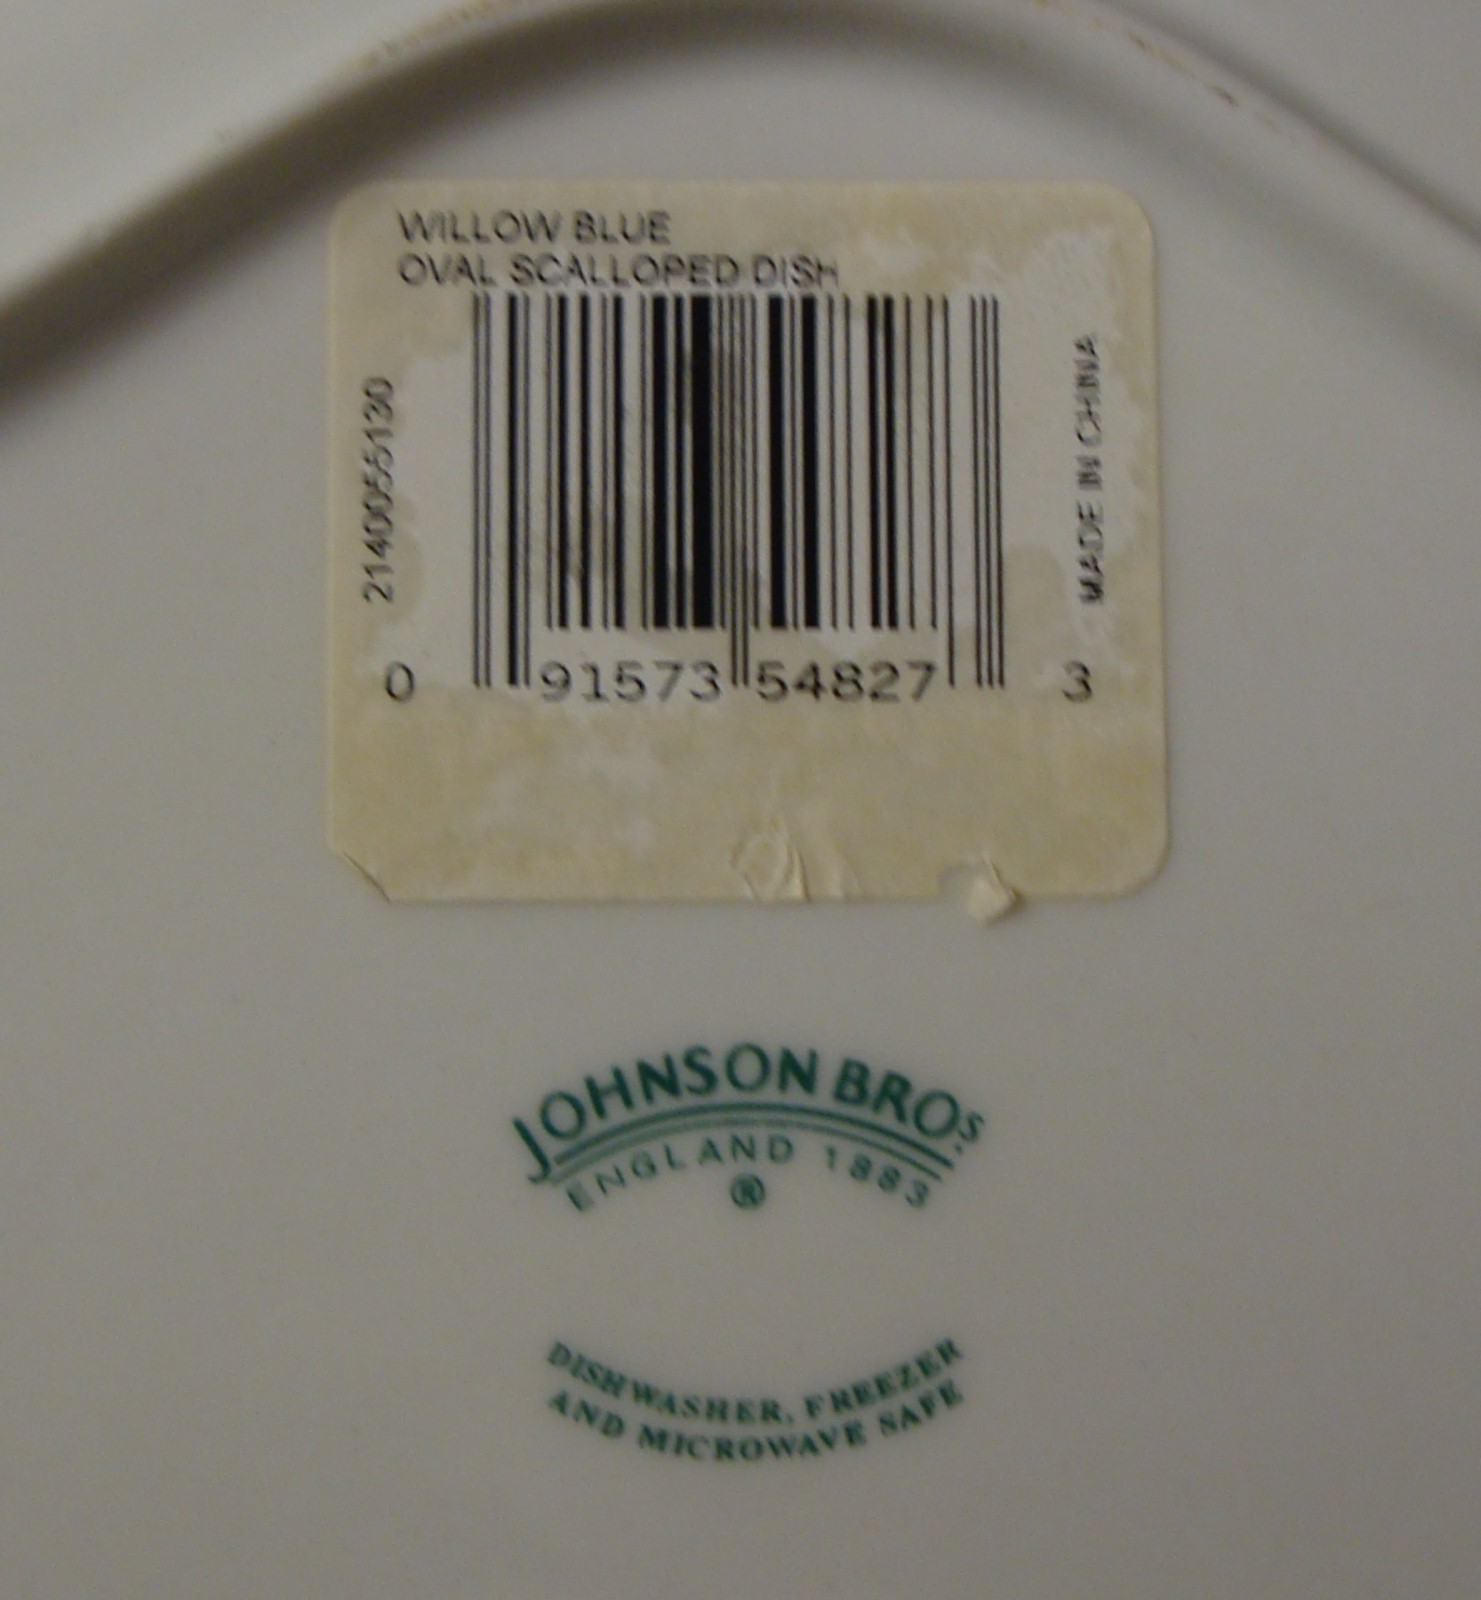 WILLOW BLUE
OVAL SCALLOPED DISH
2140055130
MADE IN CHINA
0 91573 54827 3
JOHNSON BROS.
ENGLAND 1883
®
DISHWASHER, FREEZER
AND MICROWAVE SAFE